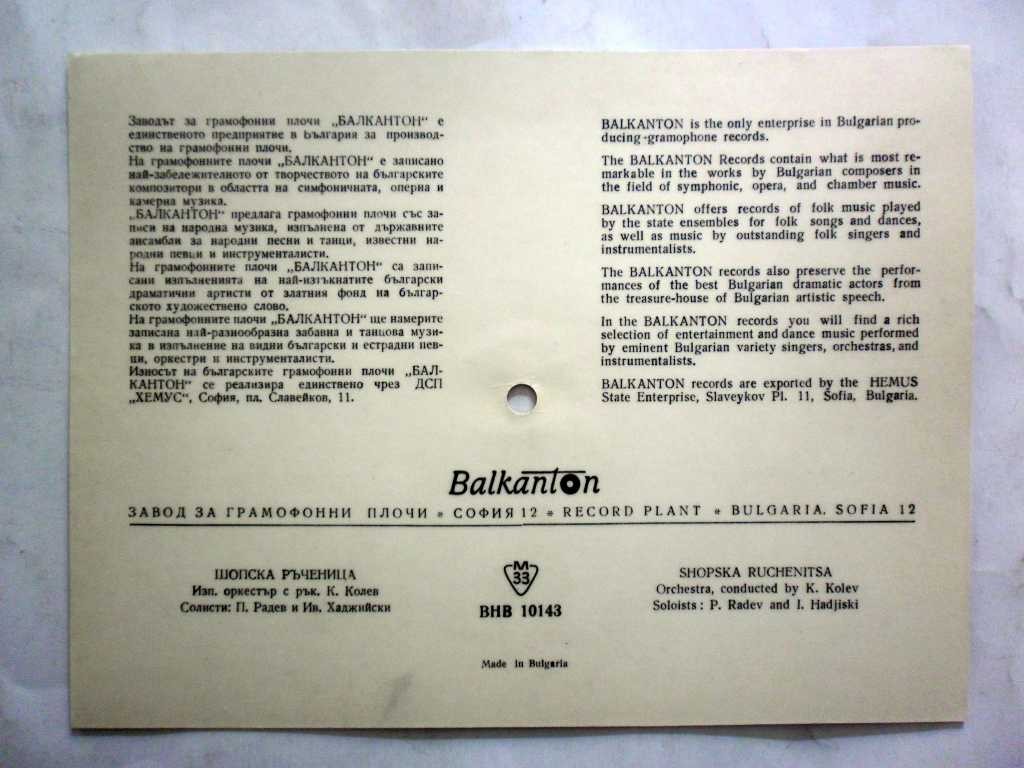 Заводът за грамофонни плочи „БАЛКАНТОН“ е
единственото предприятие в България за производ-
ство на грамофонни плочи.
На грамофонните плочи „БАЛКАНТОН“ е записано
най-забележителното от творчеството на българските
композитори в областта на симфоничната, оперна и
камерна музика.
„БАЛКАНТОН“ предлага грамофонни плочи със за-
писи на народна музика, изпълнена от държавните
ансамбли за народни песни и танци, известни на-
родни певци и инструменталисти.
На грамофонните плочи „БАЛКАНТОН“ са запи-
сани изпълненията на най-изтъкнатите български
драматични артисти от златния фонд на българ-
ското художествено слово.
На грамофонните плочи „БАЛКАНТОН“ ще намерите
записана най-разнообразна забавна и танцова музи-
ка в изпълнение на видни български и естрадни пев-
ци, оркестри и инструменталисти.
Износът на българските грамофонни плочи „БАЛ-
КАНТОН“ се реализира единствено чрез ДСП
„ХЕМУС“, София, пл. Славейков, 11.
BALKANTON is the only enterprise in Bulgarian pro-
ducing -gramophone records.
The BALKANTON Records contain what is most re-
markable in the works by Bulgarian composers in
the field of symphonic, opera, and chamber music.
BALKANTON offers records of folk music played
by the state ensembles for folk songs and dances,
as well as music by outstanding folk singers and
instrumentalists.
The BALKANTON records also preserve the perfor-
mances of the best Bulgarian dramatic actors from
the treasure-house of Bulgarian artistic speech.
In the BALKANTON records you will find a rich
selection of entertainment and dance music performed
by eminent Bulgarian variety singers, orchestras, and
instrumentalists.
BALKANTON records are exported by the HEMUS
State Enterprise, Slaveykov Pl. 11, Sofia, Bulgaria.
Balkanton
ЗАВОД ЗА ГРАМОФОННИ ПЛОЧИ * СОФИЯ 12 * RECORD PLANT * BULGARIA. SOFIA 12
ШОПСКА РЪЧЕНИЦА
Изп. оркестър с рък. К. Колев
Солисти: П. Радев и Ив. Хаджийски
М
33
ВНВ 10143
SHOPSKA RUCHENITSA
Orchestra, conducted by K. Kolev
Soloists : P. Radev and I. Hadjiski
Made in Bulgaria